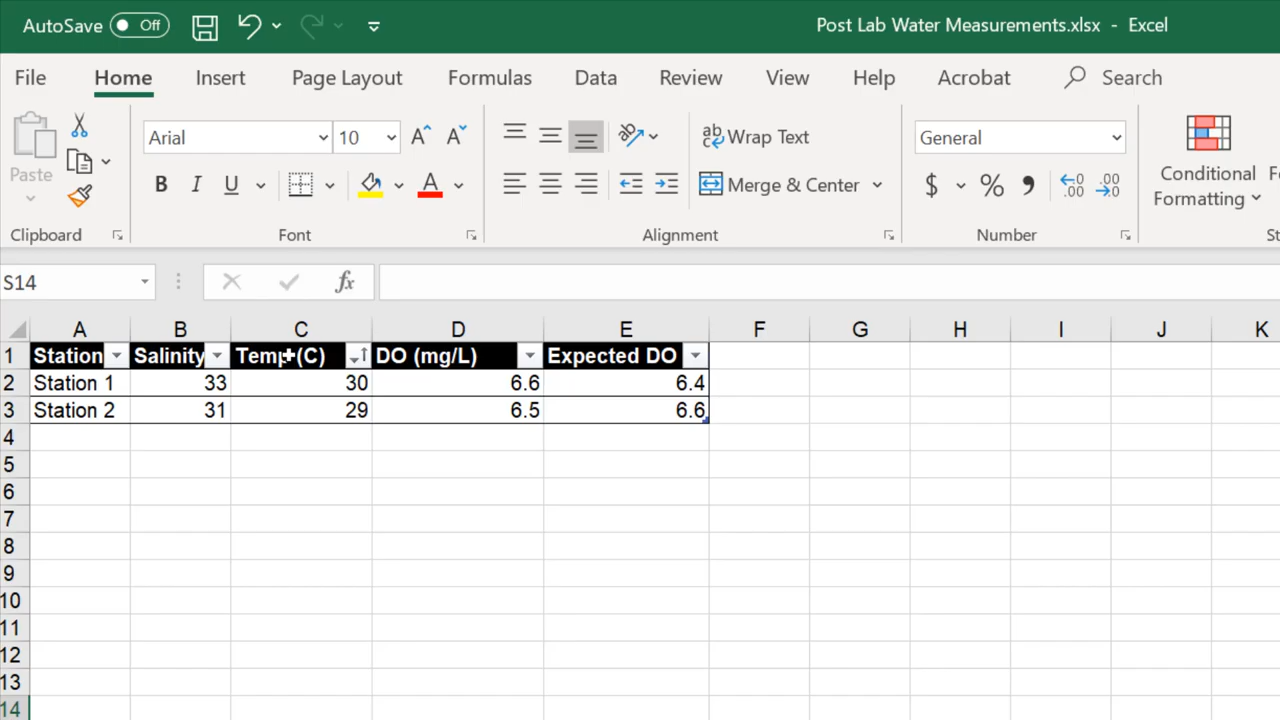 AutoSave Off Post Lab Water Measurements.xlsx - Excel
File Home Insert Page Layout Formulas Data Review View Help Acrobat Search
Arial 10 ab Wrap Text General
Paste B I U A Merge & Center $ % Conditional
Formatting
Clipboard Font Alignment Number St
S14 fx
A B C D E F G H I J K
1 Station Salinity Temp (C) DO (mg/L) Expected DO
2 Station 1 33 30 6.6 6.4
3 Station 2 31 29 6.5 6.6
4
5
6
7
8
9
10
11
12
13
14